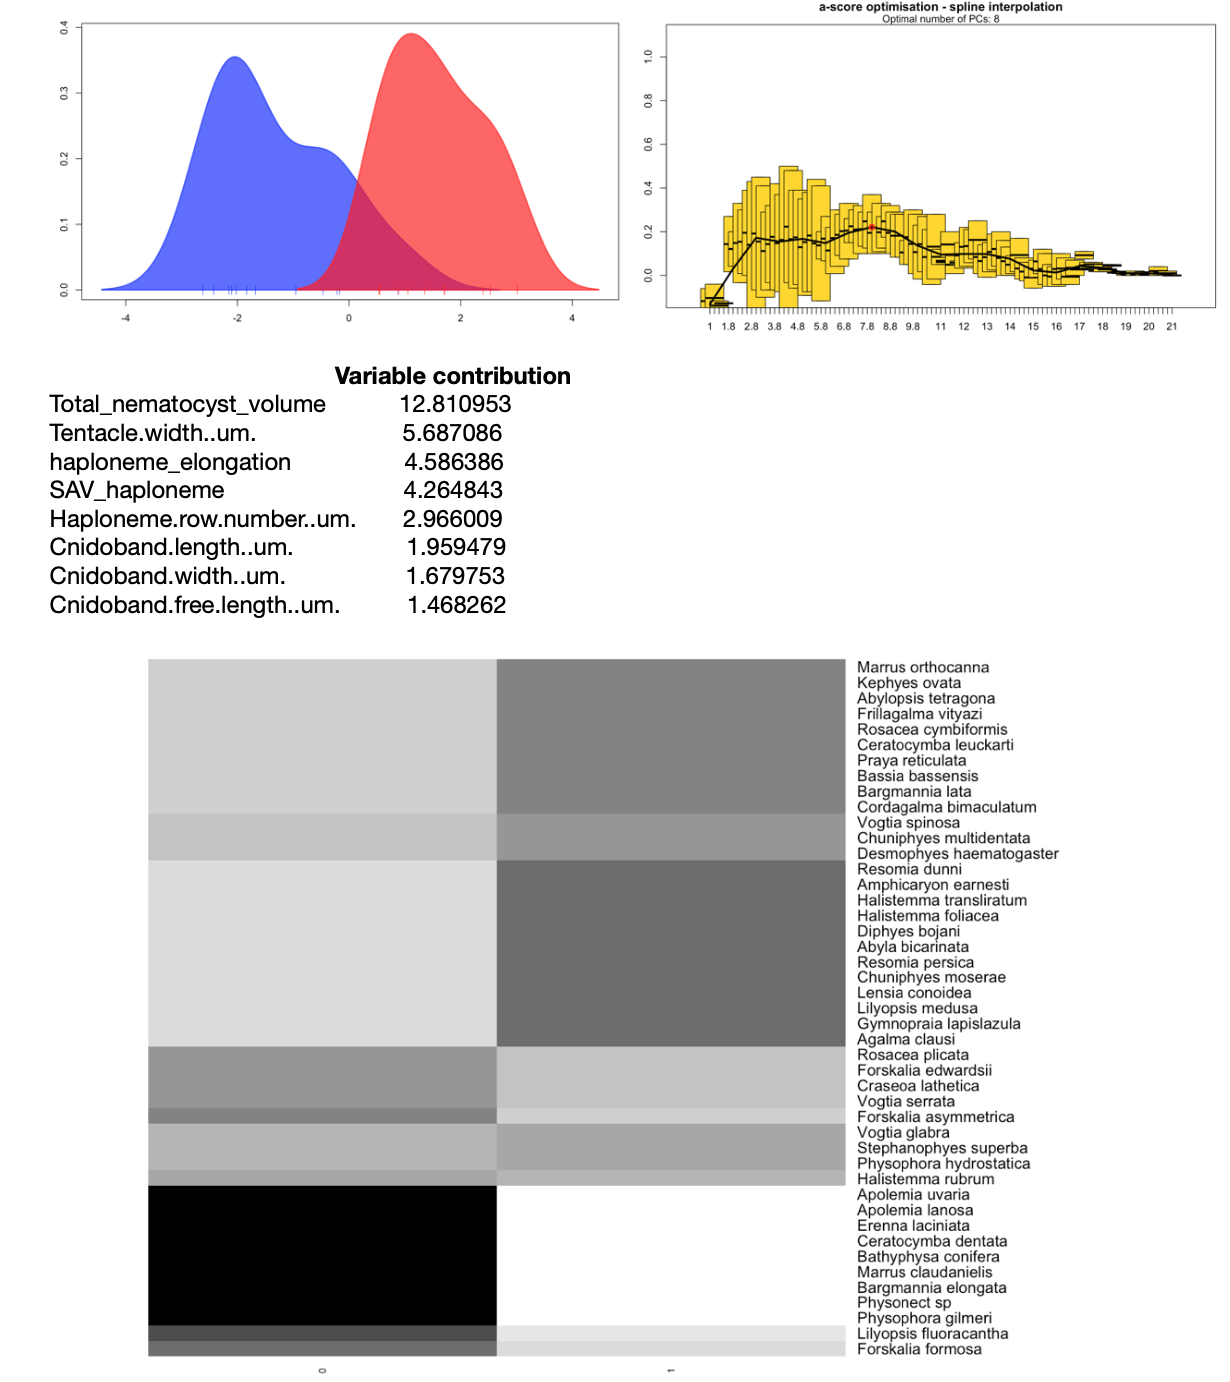 0.4
0.3
0.2
0.1
0.0
-4
-2
0
2
4
a-score optimisation - spline interpolation
Optimal number of PCs: 8
1.0
0.8
0.6
0.4
0.2
0.0
1 1.8 2.8 3.8 4.8 5.8 6.8 7.8 8.8 9.8 11 12 13 14 15 16 17 18 19 20 21
Variable contribution
Total_nematocyst_volume 12.810953
Tentacle.width..um. 5.687086
haploneme_elongation 4.586386
SAV_haploneme 4.264843
Haploneme.row.number..um. 2.966009
Cnidoband.length..um. 1.959479
Cnidoband.width..um. 1.679753
Cnidoband.free.length..um. 1.468262
Marrus orthocanna
Kephyes ovata
Abylopsis tetragona
Frillagalma vityazi
Rosacea cymbiformis
Ceratocymba leuckarti
Praya reticulata
Bassia bassensis
Bargmannia lata
Cordagalma bimaculatum
Vogtia spinosa
Chuniphyes multidentata
Desmophyes haematogaster
Resomia dunni
Amphicaryon earnesti
Halistemma transliratum
Halistemma foliacea
Diphyes bojani
Abyla bicarinata
Resomia persica
Chuniphyes moserae
Lensia conoidea
Lilyopsis medusa
Gymnopraia lapislazula
Agalma clausi
Rosacea plicata
Forskalia edwardsii
Craseoa lathetica
Vogtia serrata
Forskalia asymmetrica
Vogtia glabra
Stephanophyes superba
Physophora hydrostatica
Halistemma rubrum
Apolemia uvaria
Apolemia lanosa
Erenna laciniata
Ceratocymba dentata
Bathyphysa conifera
Marrus claudanielis
Bargmannia elongata
Physonect sp
Physophora gilmeri
Lilyopsis fluoracantha
Forskalia formosa
0
1